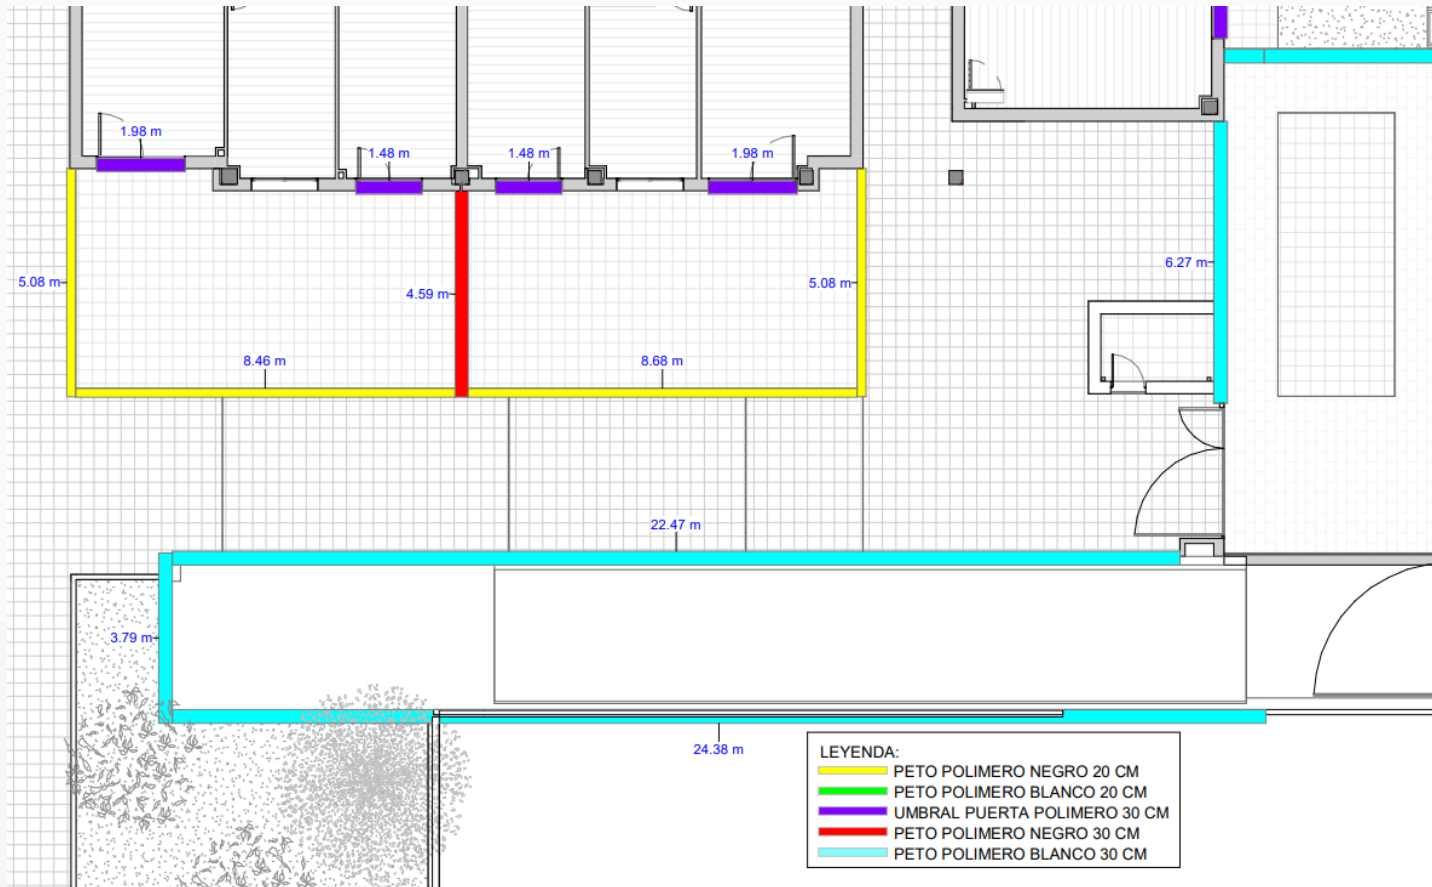 1.98 m
1.48 m
1.48 m
1.98 m
5.08 m
4.59 m
5.08 m
6.27 m
8.46 m
8.68 m
22.47 m
3.79 m
24.38 m
LEYENDA:
PETO POLIMERO NEGRO 20 CM
PETO POLIMERO BLANCO 20 CM
UMBRAL PUERTA POLIMERO 30 CM
PETO POLIMERO NEGRO 30 CM
PETO POLIMERO BLANCO 30 CM